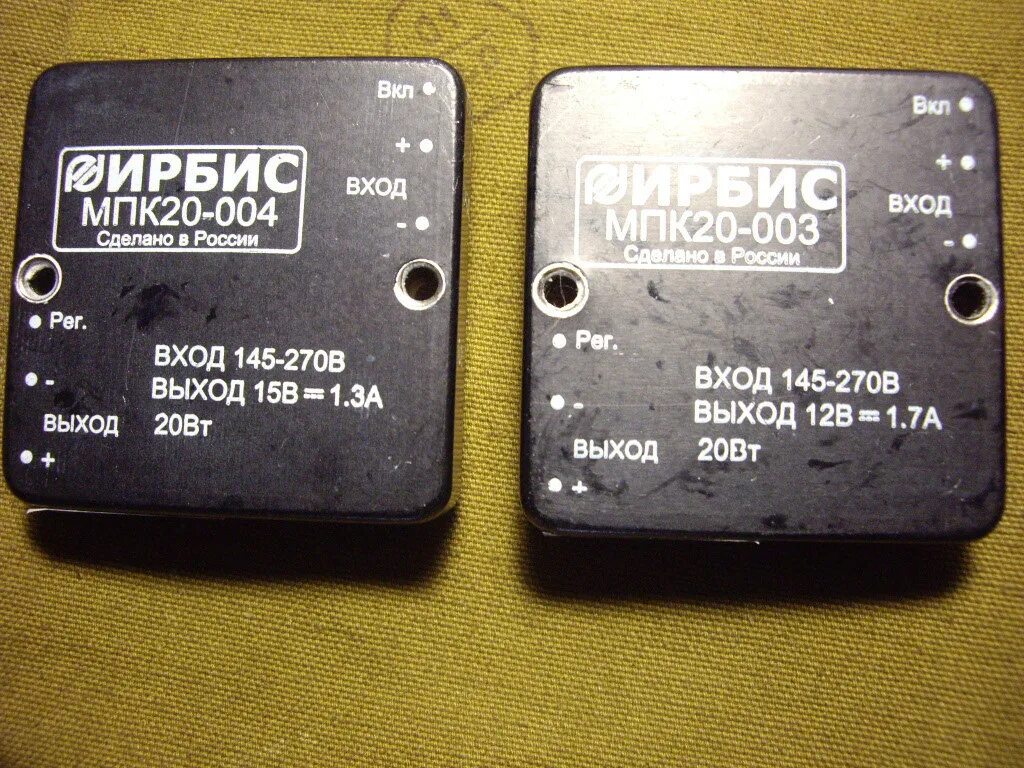 Вкл
+
ИРБИС
МПК20-004
Сделано в России
ВХОД
-
Рег.
ВХОД 145-270В
-
ВЫХОД 15В 1.3А
ВЫХОД 20Вт
+
Вкл
+
ИРБИС
МПК20-003
Сделано в России
ВХОД
-
Рег.
ВХОД 145-270В
-
ВЫХОД 12В 1.7А
ВЫХОД 20Вт
+